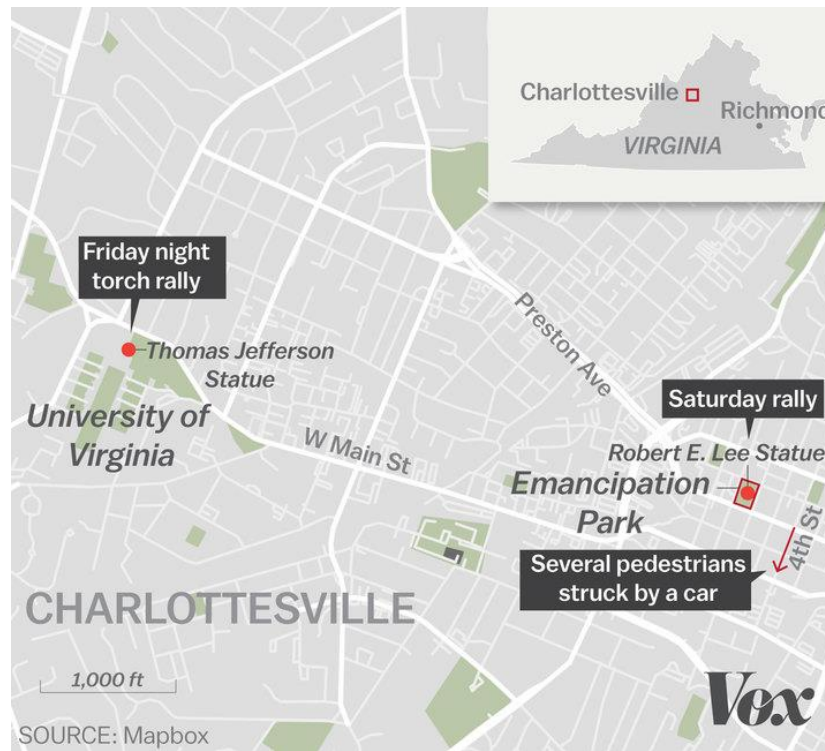 Charlottesville
Richmond
VIRGINIA
Friday night
torch rally
Thomas Jefferson
Statue
University of
Virginia
W Main St
Preston Ave
Saturday rally
Robert E. Lee Statue
Emancipation
Park
4th St
Several pedestrians
struck by a car
CHARLOTTESVILLE
1,000 ft
SOURCE: Mapbox
Vox